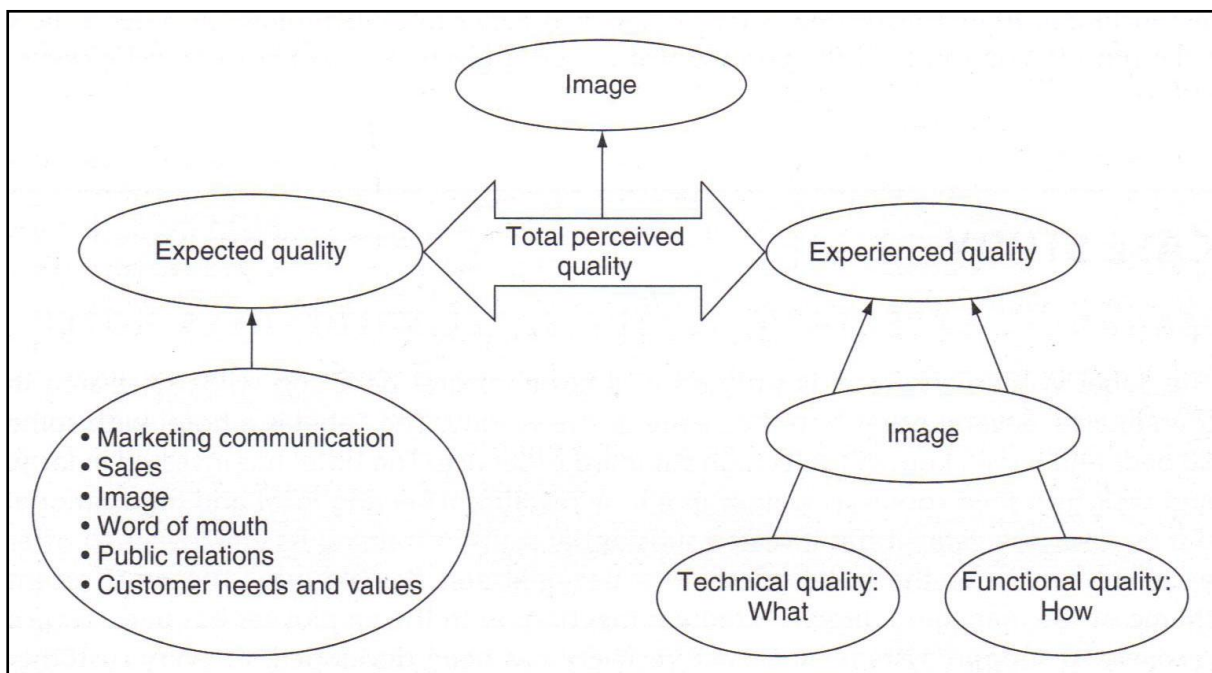 Image
Expected quality
Total perceived
quality
Experienced quality
• Marketing communication
• Sales
• Image
• Word of mouth
• Public relations
• Customer needs and values
Image
Technical quality:
What
Functional quality:
How